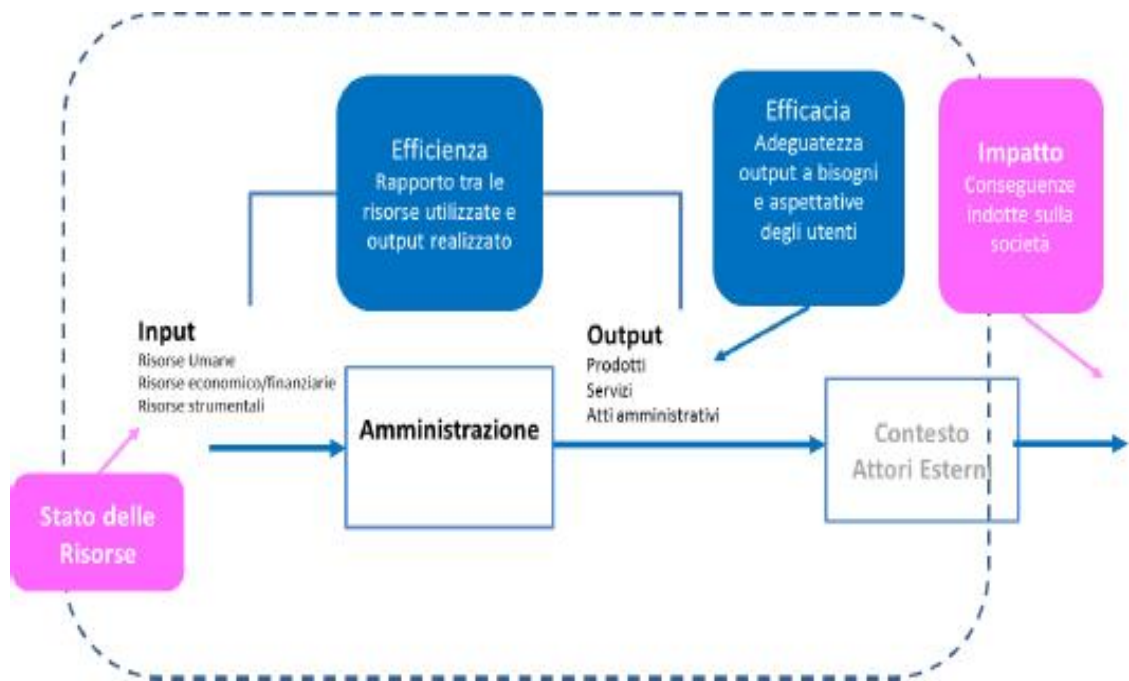 Efficienza
Rapporto tra le
risorse utilizzate e
output realizzato
Efficacia
Adeguatezza
output a bisogni
e aspettative
degli utenti
Impatto
Conseguenze
indotte sulla
società
Input
Risorse Umane
Risorse economico/finanziarie
Risorse strumentali
Output
Prodotti
Servizi
Atti amministrativi
Amministrazione
Contesto
Attori Esterni
Stato delle
Risorse